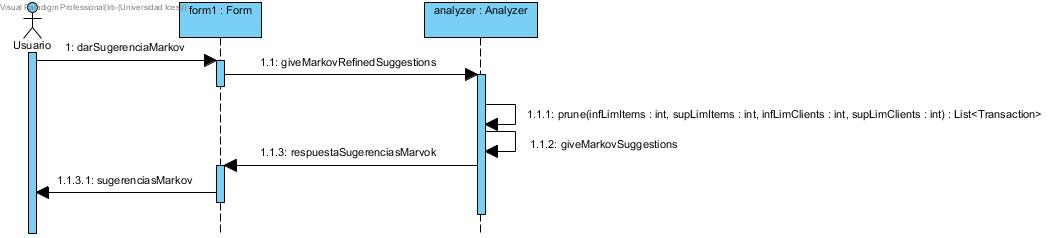 Visual Paradigm Professional(titi-(Universidad Icesi))
form1 : Form
analyzer : Analyzer
Usuario
1: darSugerenciaMarkov
1.1: giveMarkovRefinedSuggestions
1.1.1: prune(infLimItems : int, supLimItems : int, infLimClients : int, supLimClients : int) : List<Transaction>
1.1.2: giveMarkovSuggestions
1.1.3: respuestaSugerenciasMarvok
1.1.3.1: sugerenciasMarkov